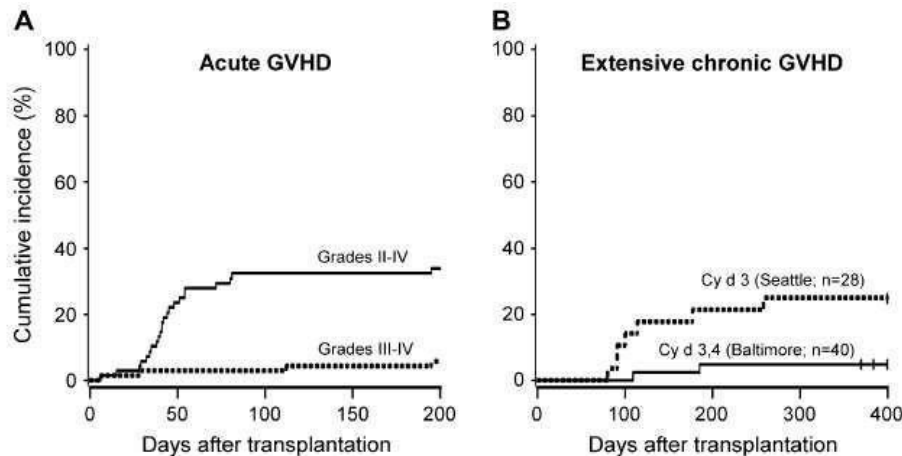 A
Acute GVHD
Cumulative incidence (%)
100
80
60
40
20
0
Grades II-IV
Grades III-IV
0 50 100 150 200
Days after transplantation
B
Extensive chronic GVHD
100
80
60
40
20
0
Cy d 3 (Seattle; n=28)
Cy d 3,4 (Baltimore; n=40)
0 100 200 300 400
Days after transplantation